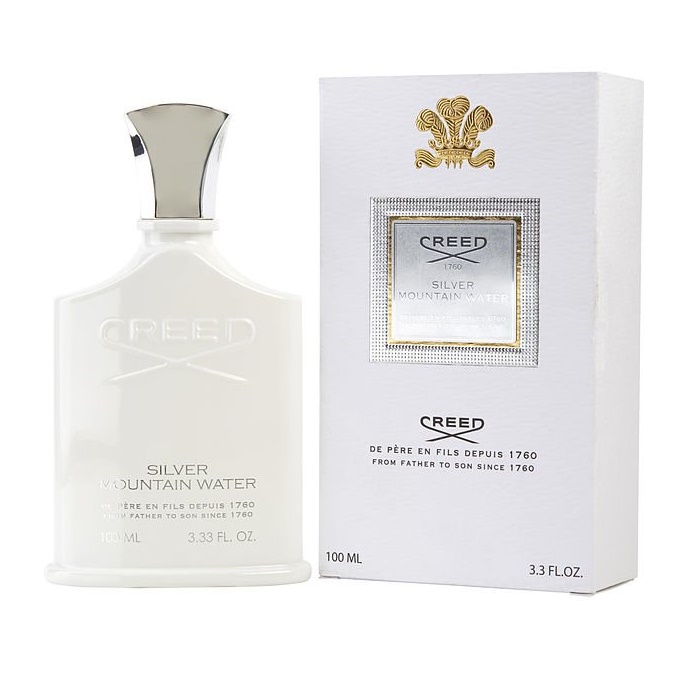 CREED
SILVER
MOUNTAIN WATER
DE PÈRE EN FILS DEPUIS 1760
FROM FATHER TO SON SINCE 1760
100 ML 3.33 FL. OZ.
CREED
1760
SILVER
MOUNTAIN WATER
CREED
DE PÈRE EN FILS DEPUIS 1760
FROM FATHER TO SON SINCE 1760
100 ML 3.3 FL.OZ.